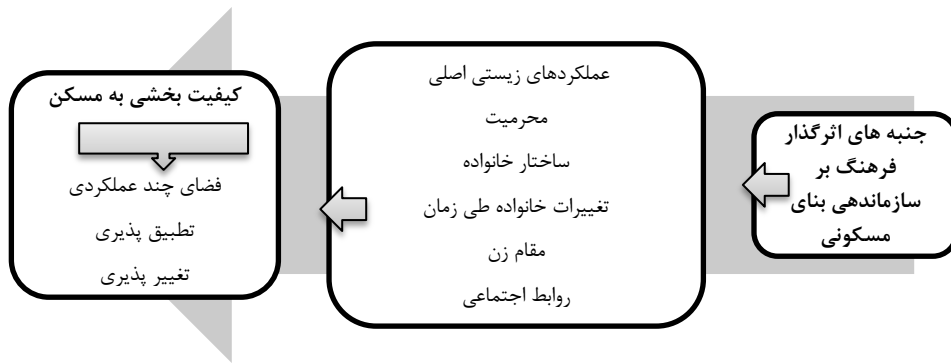 جنبه های اثرگذار
فرهنگ بر
سازماندهی بنای
مسکونی
عملکردهای زیستی اصلی
محرمیت
ساختار خانواده
تغییرات خانواده طی زمان
مقام زن
روابط اجتماعی
کیفیت بخشی به مسکن
فضای چند عملکردی
تطبیق پذیری
تغییر پذیری